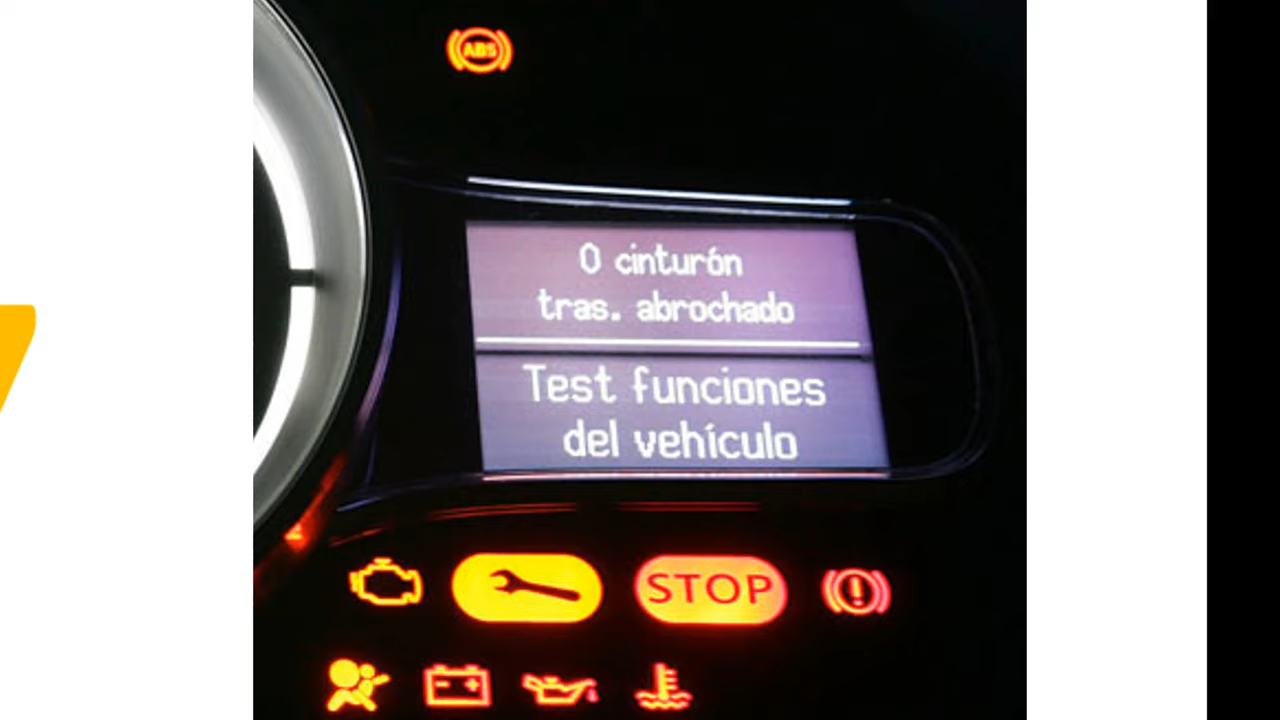 ABS
0 cinturón
tras. abrochado
Test funciones
del vehículo
STOP